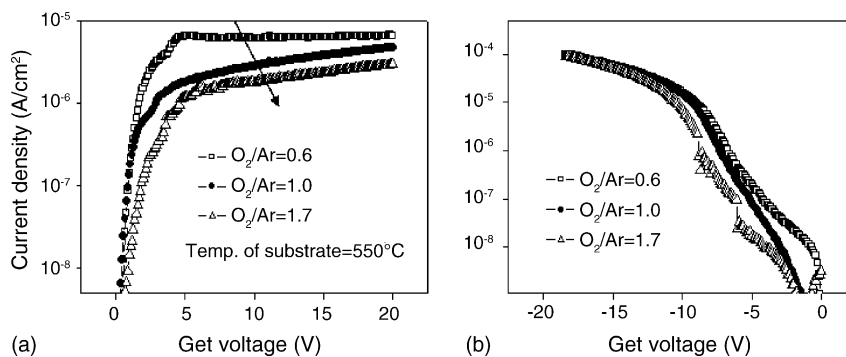 Current density (A/cm²)
10⁻⁵
10⁻⁶
10⁻⁷
10⁻⁸
O₂/Ar=0.6
O₂/Ar=1.0
O₂/Ar=1.7
Temp. of substrate=550°C
0 5 10 15 20
(a) Get voltage (V)
10⁻⁴
10⁻⁵
10⁻⁶
10⁻⁷
10⁻⁸
O₂/Ar=0.6
O₂/Ar=1.0
O₂/Ar=1.7
-20 -15 -10 -5 0
(b) Get voltage (V)